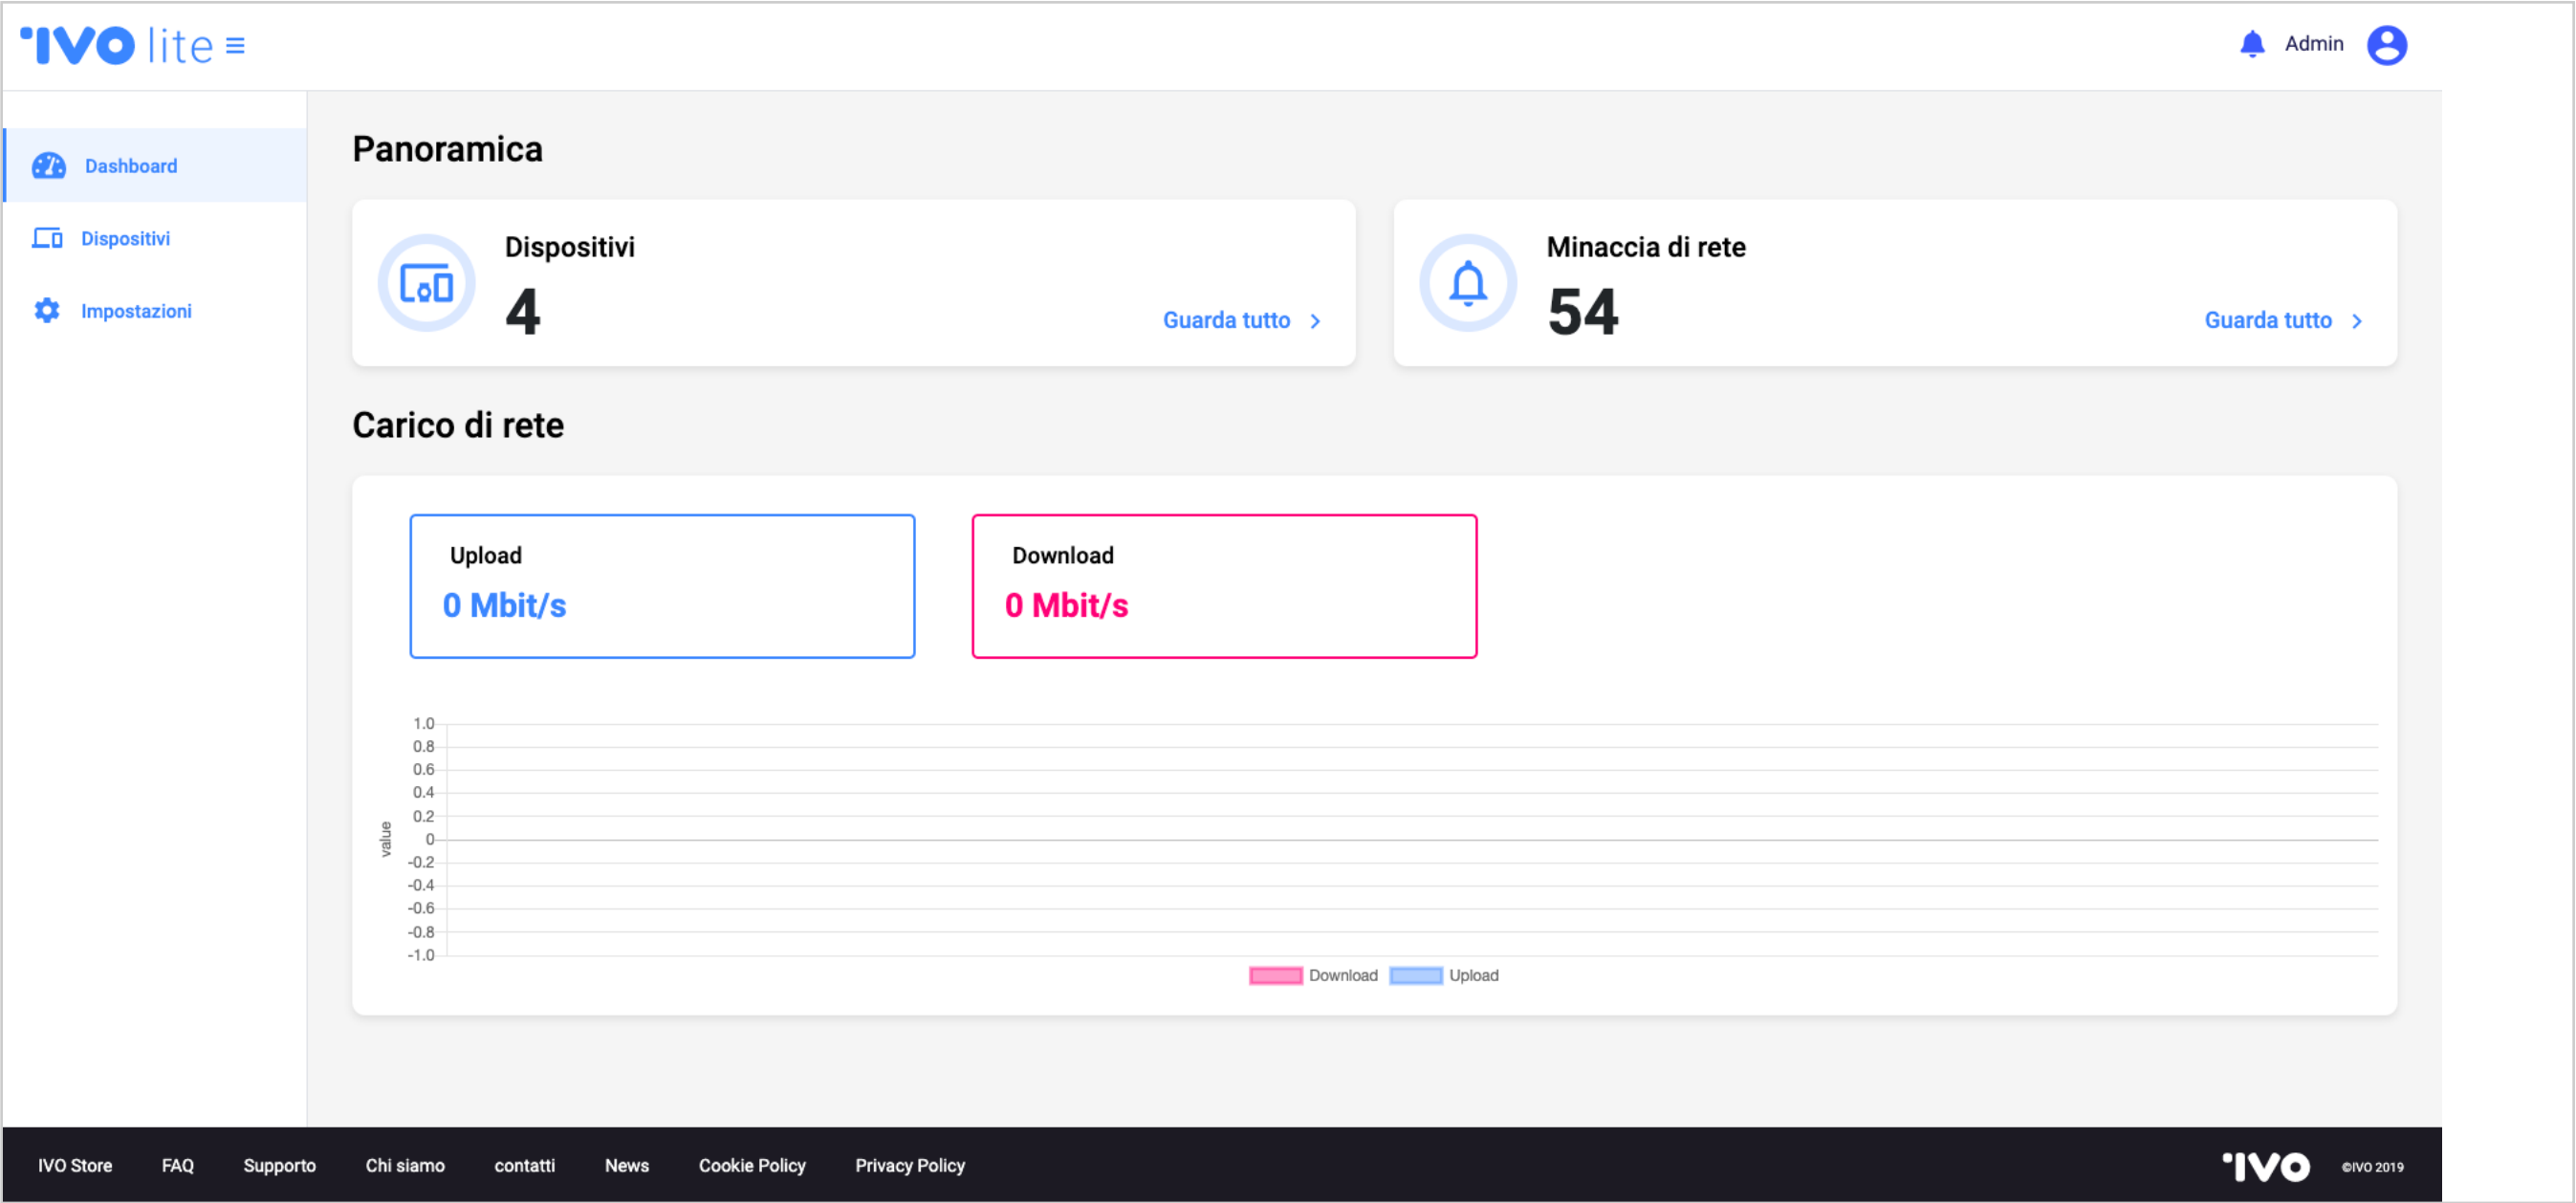 IVO lite
Admin
Dashboard
Dispositivi
Impostazioni
Panoramica
Dispositivi
4
Guarda tutto
Minaccia di rete
54
Guarda tutto
Carico di rete
Upload
0 Mbit/s
Download
0 Mbit/s
value
1.0
0.8
0.6
0.4
0.2
0
-0.2
-0.4
-0.6
-0.8
-1.0
Download Upload
IVO Store FAQ Supporto Chi siamo contatti News Cookie Policy Privacy Policy IVO ©IVO 2019